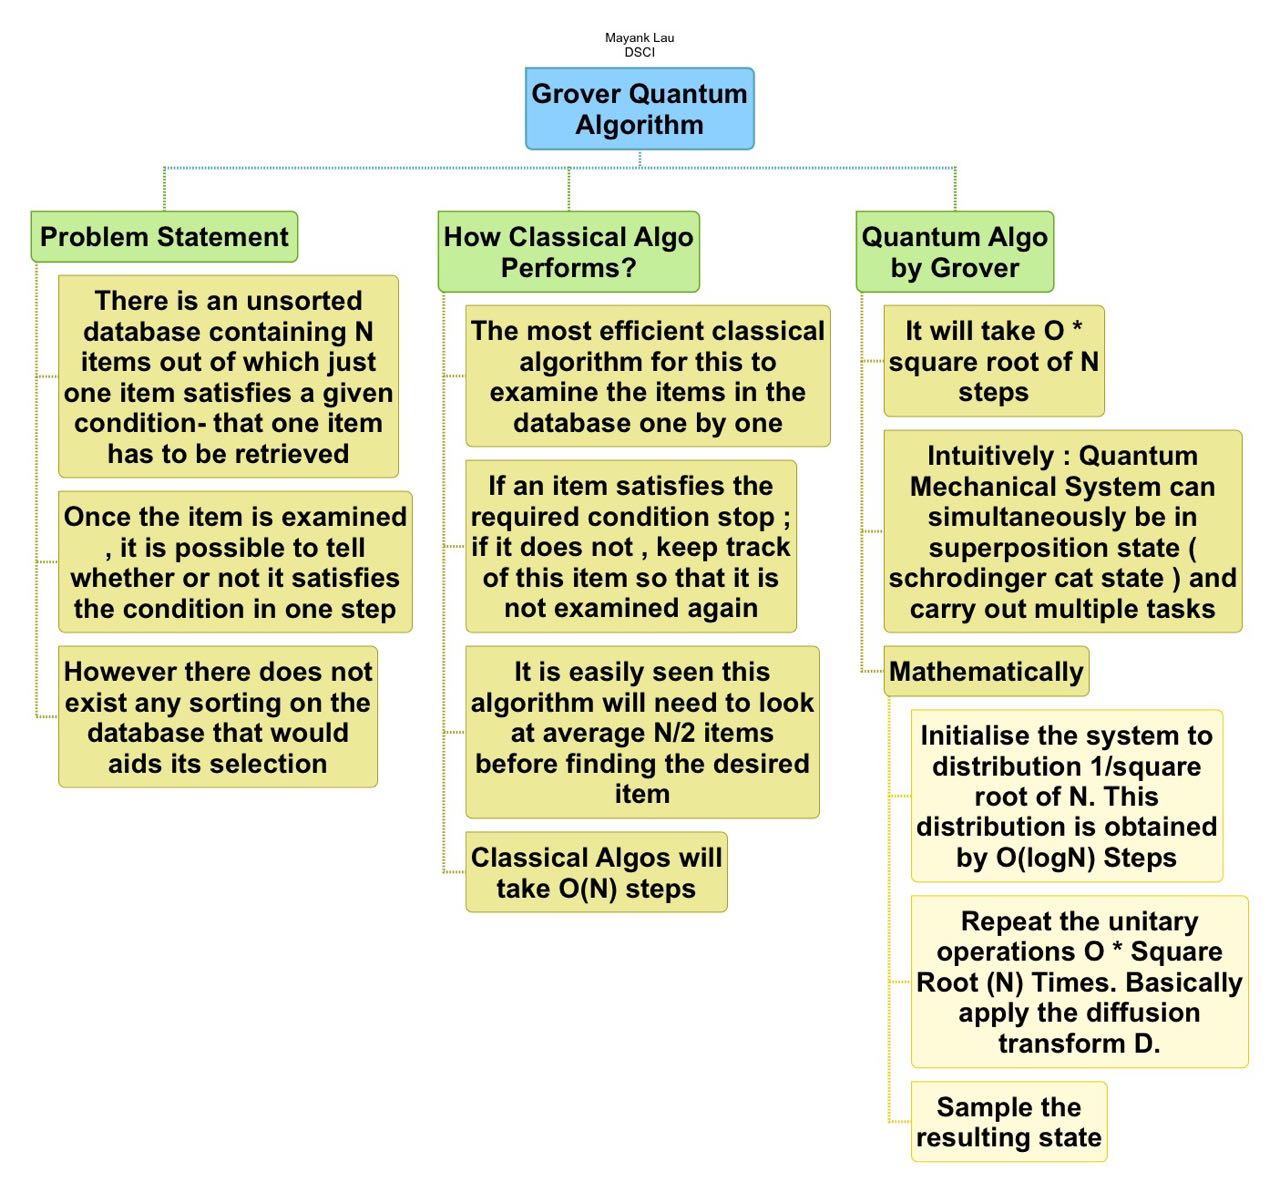 Mayank Lau
DSCI
Grover Quantum
Algorithm
Problem Statement
There is an unsorted
database containing N
items out of which just
one item satisfies a given
condition- that one item
has to be retrieved
Once the item is examined
, it is possible to tell
whether or not it satisfies
the condition in one step
However there does not
exist any sorting on the
database that would
aids its selection
How Classical Algo
Performs?
The most efficient classical
algorithm for this to
examine the items in the
database one by one
If an item satisfies the
required condition stop ;
if it does not , keep track
of this item so that it is
not examined again
It is easily seen this
algorithm will need to look
at average N/2 items
before finding the desired
item
Classical Algos will
take O(N) steps
Quantum Algo
by Grover
It will take O *
square root of N
steps
Intuitively : Quantum
Mechanical System can
simultaneously be in
superposition state (
schrodinger cat state ) and
carry out multiple tasks
Mathematically
Initialise the system to
distribution 1/square
root of N. This
distribution is obtained
by O(logN) Steps
Repeat the unitary
operations O * Square
Root (N) Times. Basically
apply the diffusion
transform D.
Sample the
resulting state